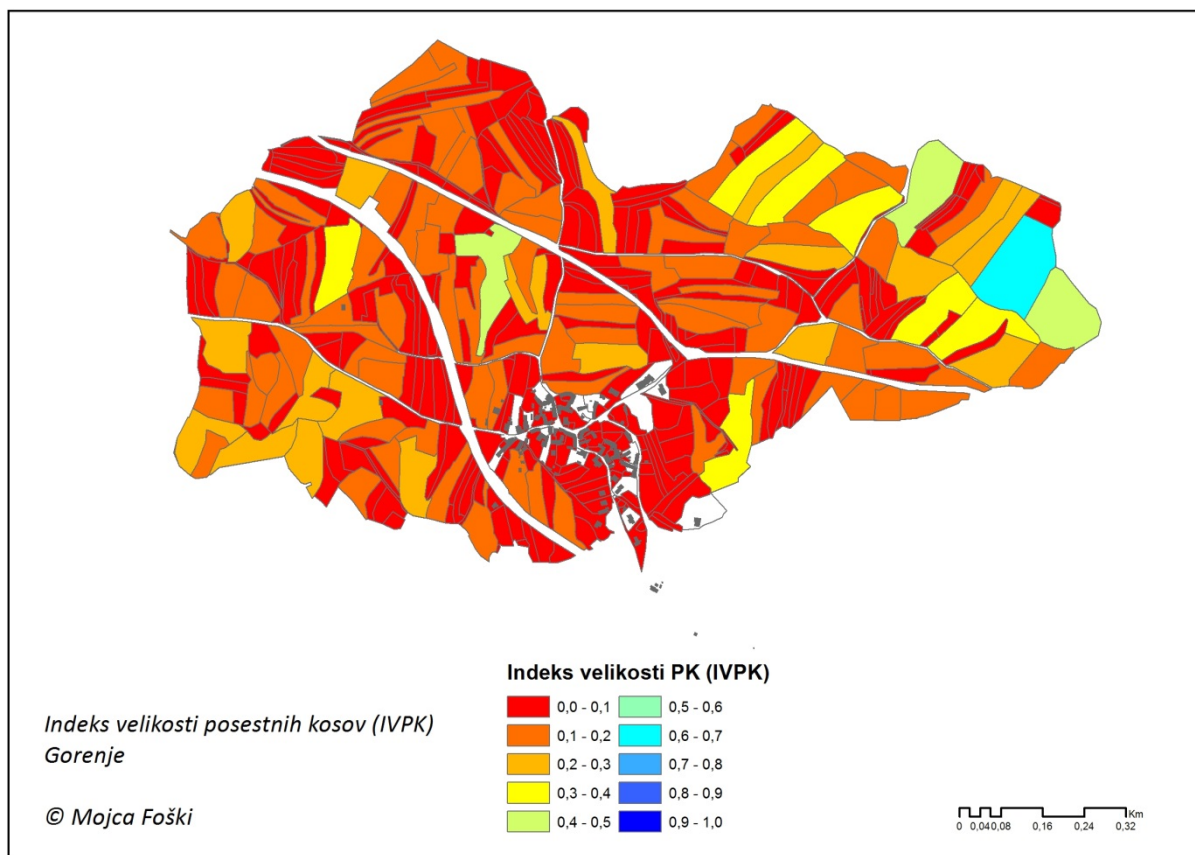 Indeks velikosti PK (IVPK)
0,0 - 0,1
0,1 - 0,2
0,2 - 0,3
0,3 - 0,4
0,4 - 0,5
0,5 - 0,6
0,6 - 0,7
0,7 - 0,8
0,8 - 0,9
0,9 - 1,0
Indeks velikosti posestnih kosov (IVPK)
Gorenje
© Mojca Foški
Km
0 0,04 0,08 0,16 0,24 0,32